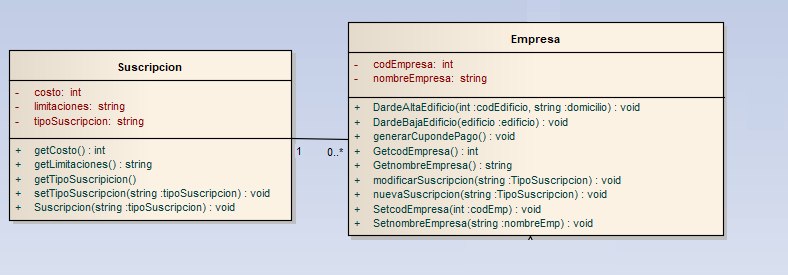 Suscripcion
- costo: int
- limitaciones: string
- tipoSuscripcion: string
+ getCosto() : int
+ getLimitaciones() : string
+ getTipoSuscripicion()
+ setTipoSuscripcion(string :tipoSuscripcion) : void
+ Suscripcion(string :tipoSuscripcion) : void
1
0..*
Empresa
- codEmpresa: int
- nombreEmpresa: string
+ DardeAltaEdificio(int :codEdificio, string :domicilio) : void
+ DardeBajaEdificio(edificio :edificio) : void
+ generarCupondePago() : void
+ GetcodEmpresa() : int
+ GetnombreEmpresa() : string
+ modificarSuscripcion(string :TipoSuscripcion) : void
+ nuevaSuscripcion(string :TipoSuscripcion) : void
+ SetcodEmpresa(int :codEmp) : void
+ SetnombreEmpresa(string :nombreEmp) : void